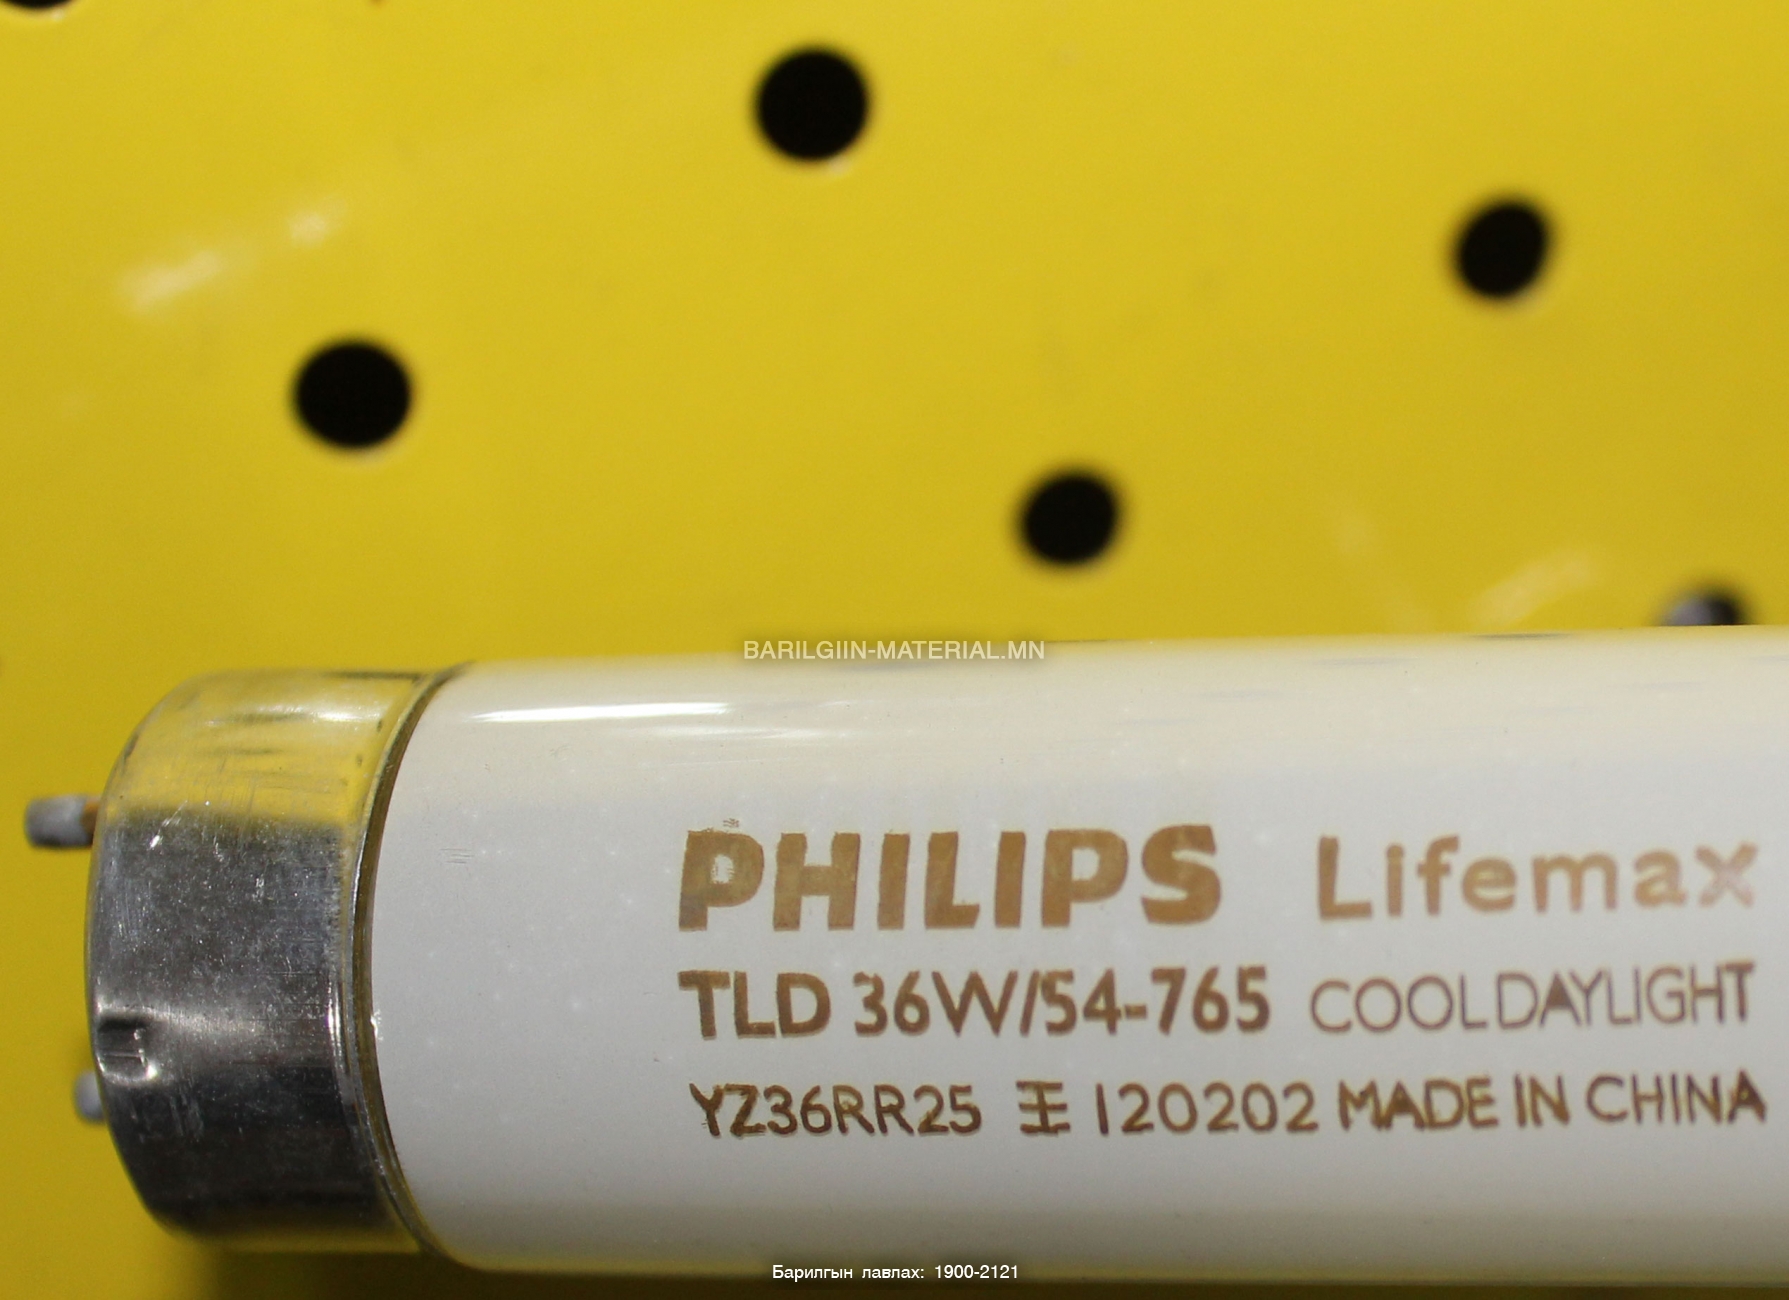 BARILGIIN-MATERIAL.MN
PHILIPS Lifemax
TLD 36W/54-765 COOLDAYLIGHT
YZ36RR25 120202 MADE IN CHINA
Барилгын лавлах: 1900-2121